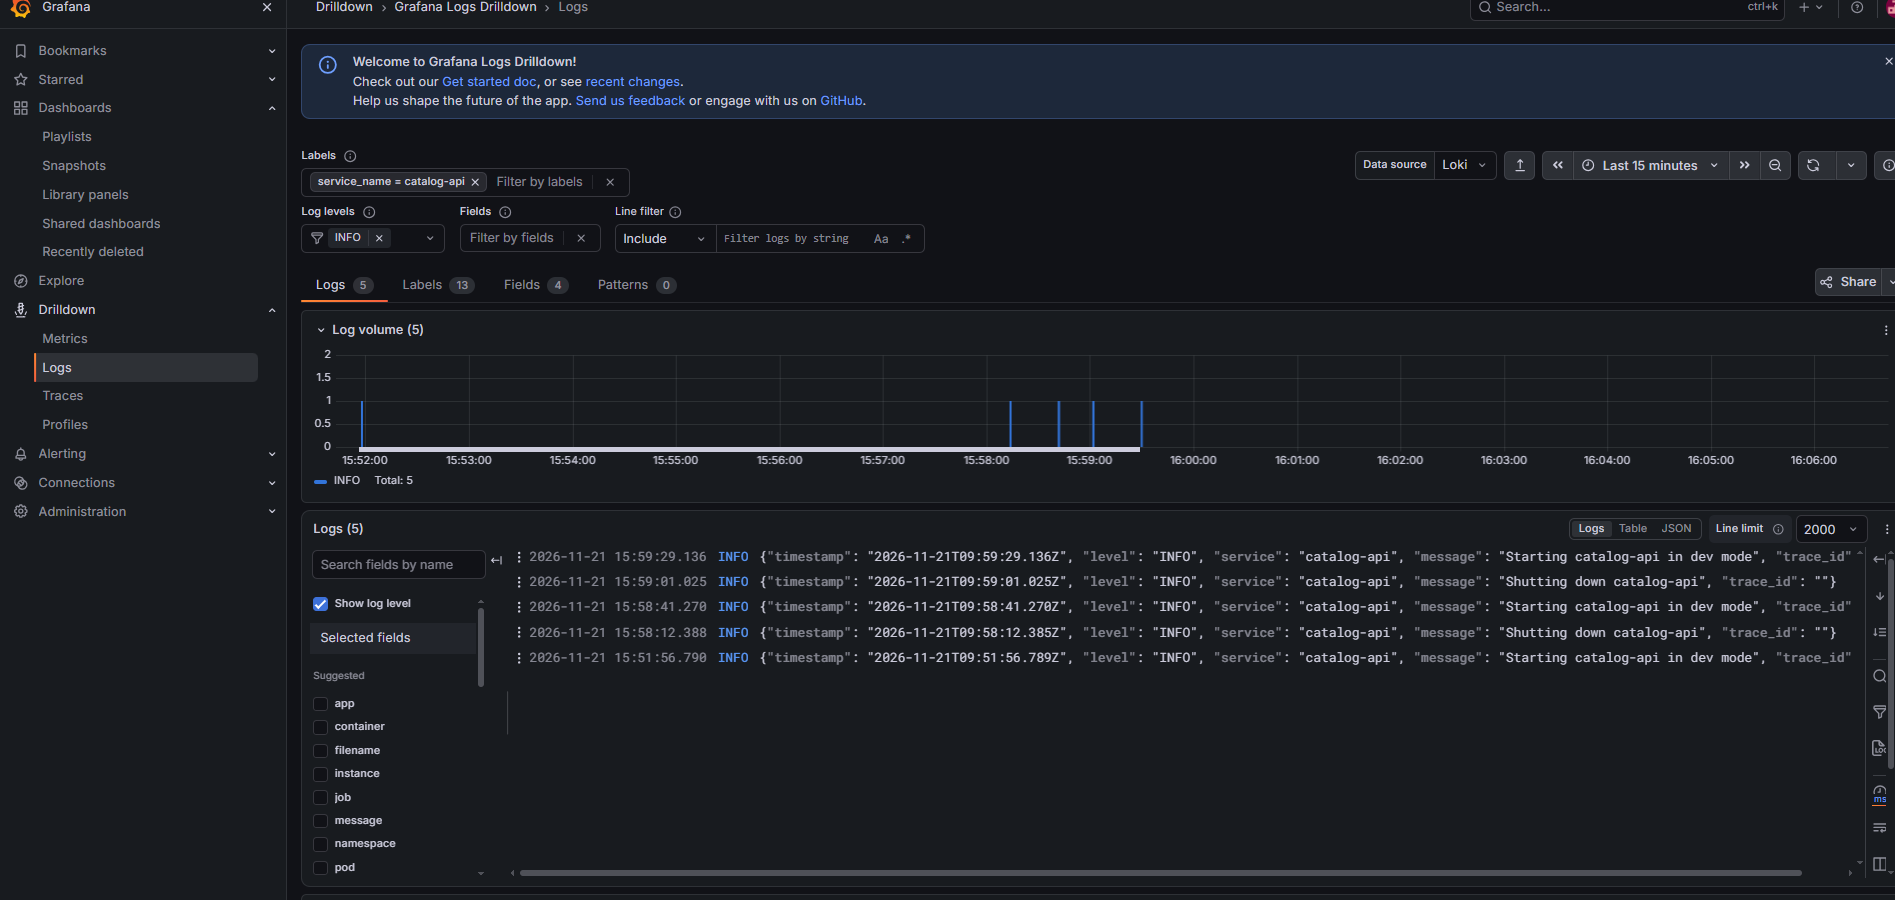 Grafana
Drilldown › Grafana Logs Drilldown › Logs
Search...
ctrl+k
Bookmarks
Starred
Dashboards
Playlists
Snapshots
Library panels
Shared dashboards
Recently deleted
Explore
Drilldown
Metrics
Logs
Traces
Profiles
Alerting
Connections
Administration
Welcome to Grafana Logs Drilldown!
Check out our Get started doc, or see recent changes.
Help us shape the future of the app. Send us feedback or engage with us on GitHub.
Labels
service_name = catalog-api
Filter by labels
Data source
Loki
Last 15 minutes
Log levels
Fields
Line filter
INFO
Filter by fields
Include
Filter logs by string
Aa
.*
Logs 5
Labels 13
Fields 4
Patterns 0
Share
Log volume (5)
2
1.5
1
0.5
0
15:52:00 15:53:00 15:54:00 15:55:00 15:56:00 15:57:00 15:58:00 15:59:00 16:00:00 16:01:00 16:02:00 16:03:00 16:04:00 16:05:00 16:06:00
INFO Total: 5
Logs (5)
Logs Table JSON
Line limit
2000
Search fields by name
Show log level
Selected fields
Suggested
app
container
filename
instance
job
message
namespace
pod
2026-11-21 15:59:29.136 INFO {"timestamp": "2026-11-21T09:59:29.136Z", "level": "INFO", "service": "catalog-api", "message": "Starting catalog-api in dev mode", "trace_id"
2026-11-21 15:59:01.025 INFO {"timestamp": "2026-11-21T09:59:01.025Z", "level": "INFO", "service": "catalog-api", "message": "Shutting down catalog-api", "trace_id": ""}
2026-11-21 15:58:41.270 INFO {"timestamp": "2026-11-21T09:58:41.270Z", "level": "INFO", "service": "catalog-api", "message": "Starting catalog-api in dev mode", "trace_id"
2026-11-21 15:58:12.388 INFO {"timestamp": "2026-11-21T09:58:12.385Z", "level": "INFO", "service": "catalog-api", "message": "Shutting down catalog-api", "trace_id": ""}
2026-11-21 15:51:56.790 INFO {"timestamp": "2026-11-21T09:51:56.789Z", "level": "INFO", "service": "catalog-api", "message": "Starting catalog-api in dev mode", "trace_id"
LOG
ms